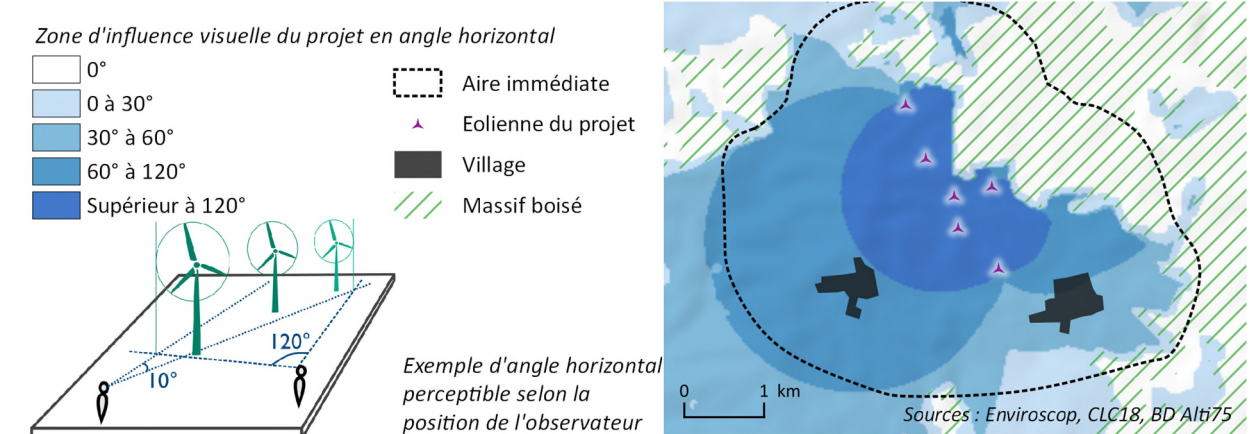 Zone d'influence visuelle du projet en angle horizontal
0°
0 à 30°
30° à 60°
60° à 120°
Supérieur à 120°
Aire immédiate
Eolienne du projet
Village
Massif boisé
10°
120°
Exemple d'angle horizontal
perceptible selon la
position de l'observateur
0 1 km
Sources : Enviroscop, CLC18, BD Alti75